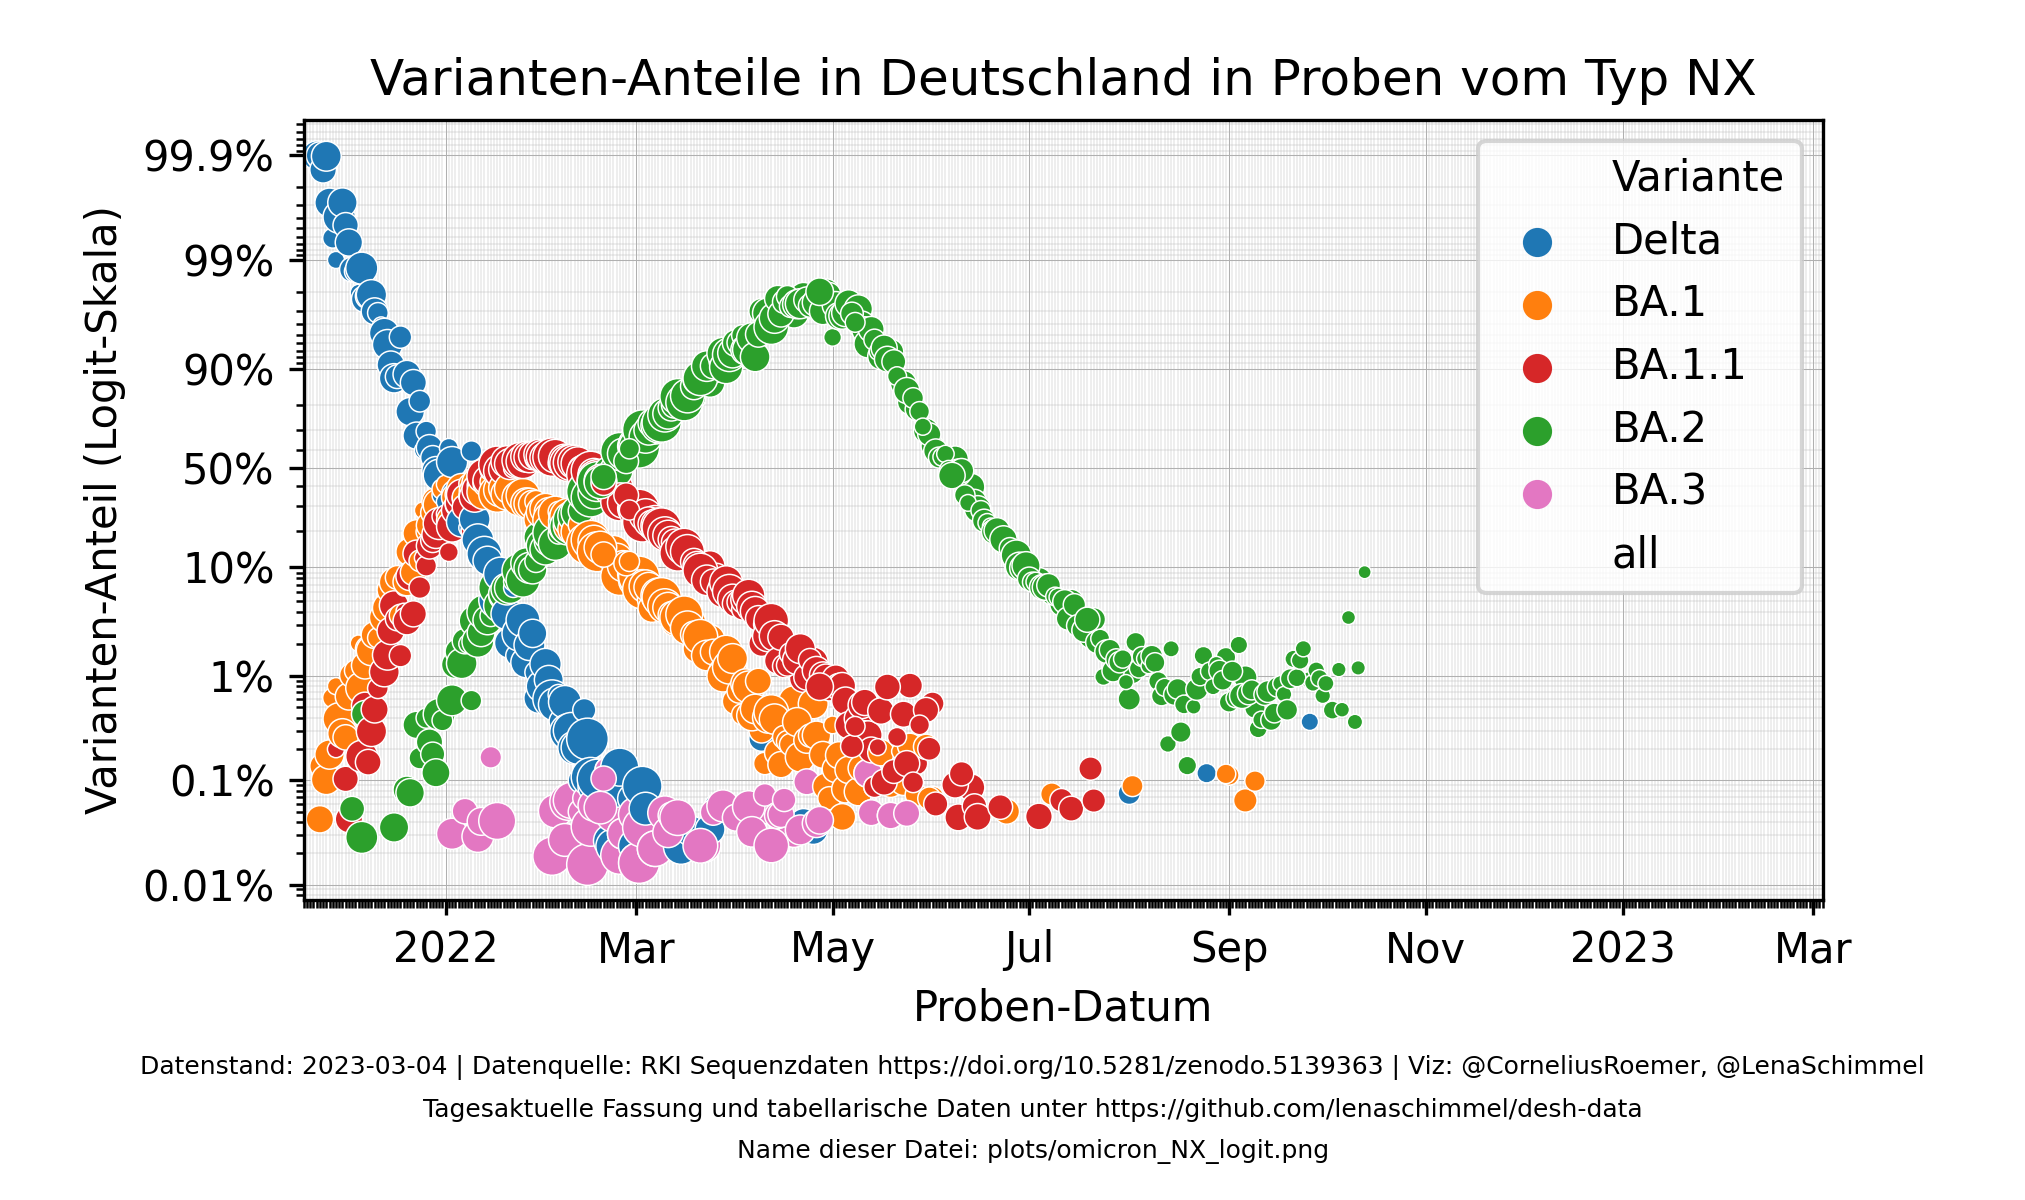 Varianten-Anteile in Deutschland in Proben vom Typ NX
Varianten-Anteil (Logit-Skala)
99.9%
99%
90%
50%
10%
1%
0.1%
0.01%
Variante
Delta
BA.1
BA.1.1
BA.2
BA.3
all
2022 Mar May Jul Sep Nov 2023 Mar
Proben-Datum
Datenstand: 2023-03-04 | Datenquelle: RKI Sequenzdaten https://doi.org/10.5281/zenodo.5139363 | Viz: @CorneliusRoemer, @LenaSchimmel
Tagesaktuelle Fassung und tabellarische Daten unter https://github.com/lenaschimmel/desh-data
Name dieser Datei: plots/omicron_NX_logit.png